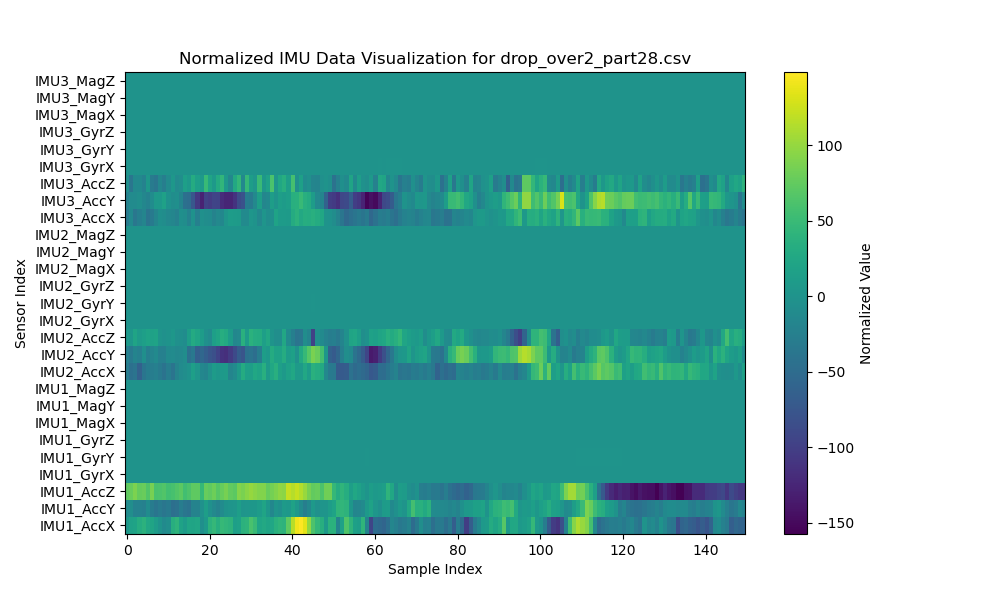 Normalized IMU Data Visualization for drop_over2_part28.csv
IMU3_MagZ
IMU3_MagY
IMU3_MagX
IMU3_GyrZ
IMU3_GyrY
IMU3_GyrX
IMU3_AccZ
IMU3_AccY
IMU3_AccX
IMU2_MagZ
IMU2_MagY
IMU2_MagX
IMU2_GyrZ
IMU2_GyrY
IMU2_GyrX
IMU2_AccZ
IMU2_AccY
IMU2_AccX
IMU1_MagZ
IMU1_MagY
IMU1_MagX
IMU1_GyrZ
IMU1_GyrY
IMU1_GyrX
IMU1_AccZ
IMU1_AccY
IMU1_AccX
Sensor Index
0 20 40 60 80 100 120 140
Sample Index
100
50
0
−50
−100
−150
Normalized Value